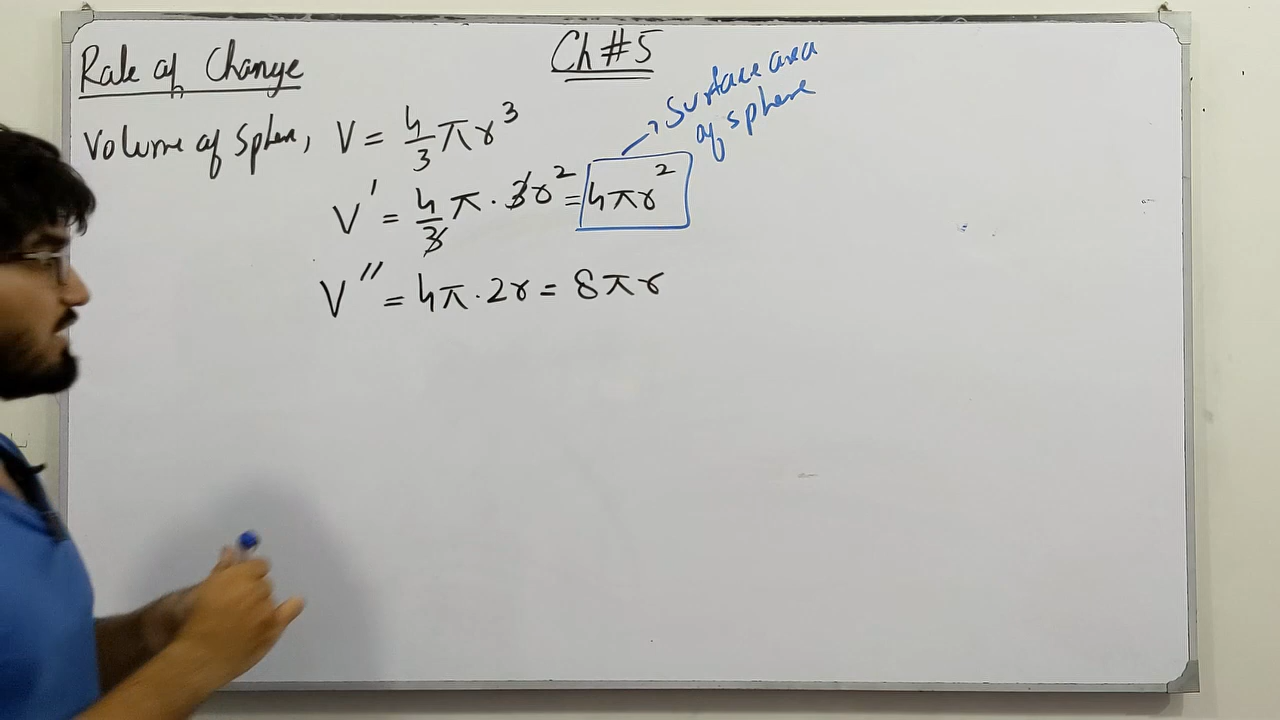 Ch #5
Rate of Change
Volume of Sphere, V = 4/3 πr³
V' = 4/3 π · 3r² = 4πr²
Surface area
of sphere
V'' = 4π · 2r = 8πr